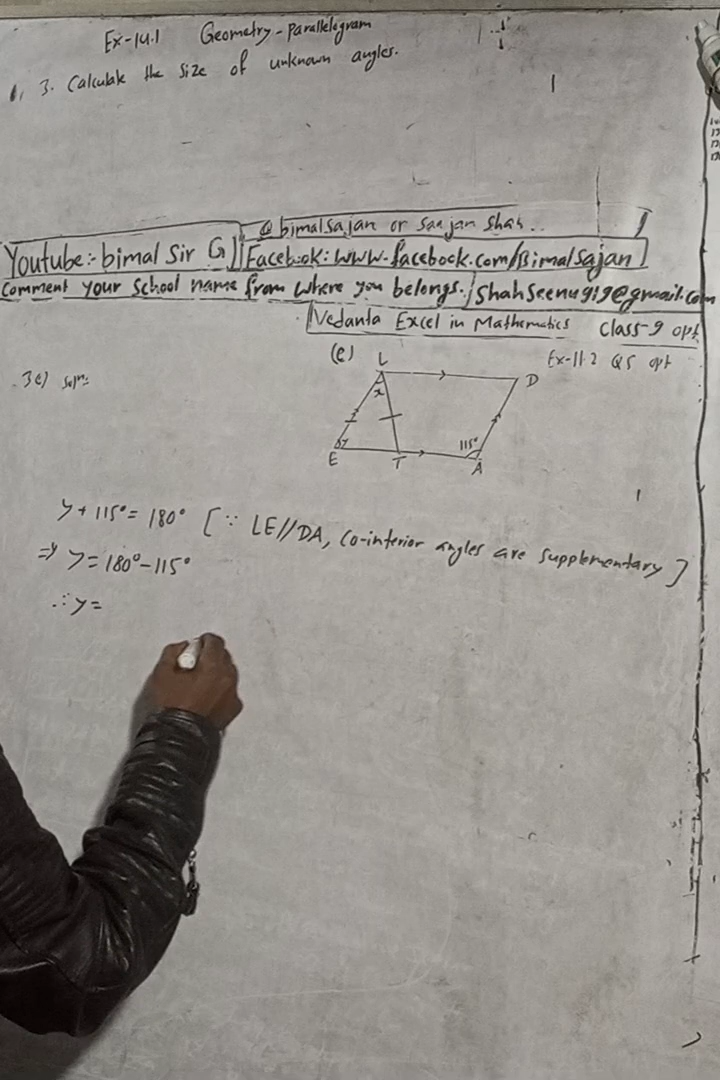 Ex-14.1 Geometry-Parallelogram
3. Calculate the size of unknown angles.
@ bimalsajan or Saajan Shah..
Youtube:- bimal Sir G
Facebook: www.facebook.com/Bimalsajan
Comment your School name from where you belongs.
Shahseenu919@gmail.com
Vedanta Excel in Mathematics Class-9 opt
Ex-11.2 Q5 opt
(e)
L
D
x
y
115°
E
T
A
3e) solⁿ:
y + 115° = 180° [∵ LE//DA, Co-interior angles are supplementary]
⇒ y = 180° - 115°
∴ y =